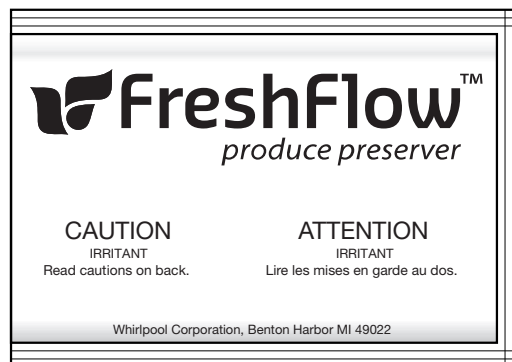 FreshFlow™
produce preserver
CAUTION
IRRITANT
Read cautions on back.
ATTENTION
IRRITANT
Lire les mises en garde au dos.
Whirlpool Corporation, Benton Harbor MI 49022